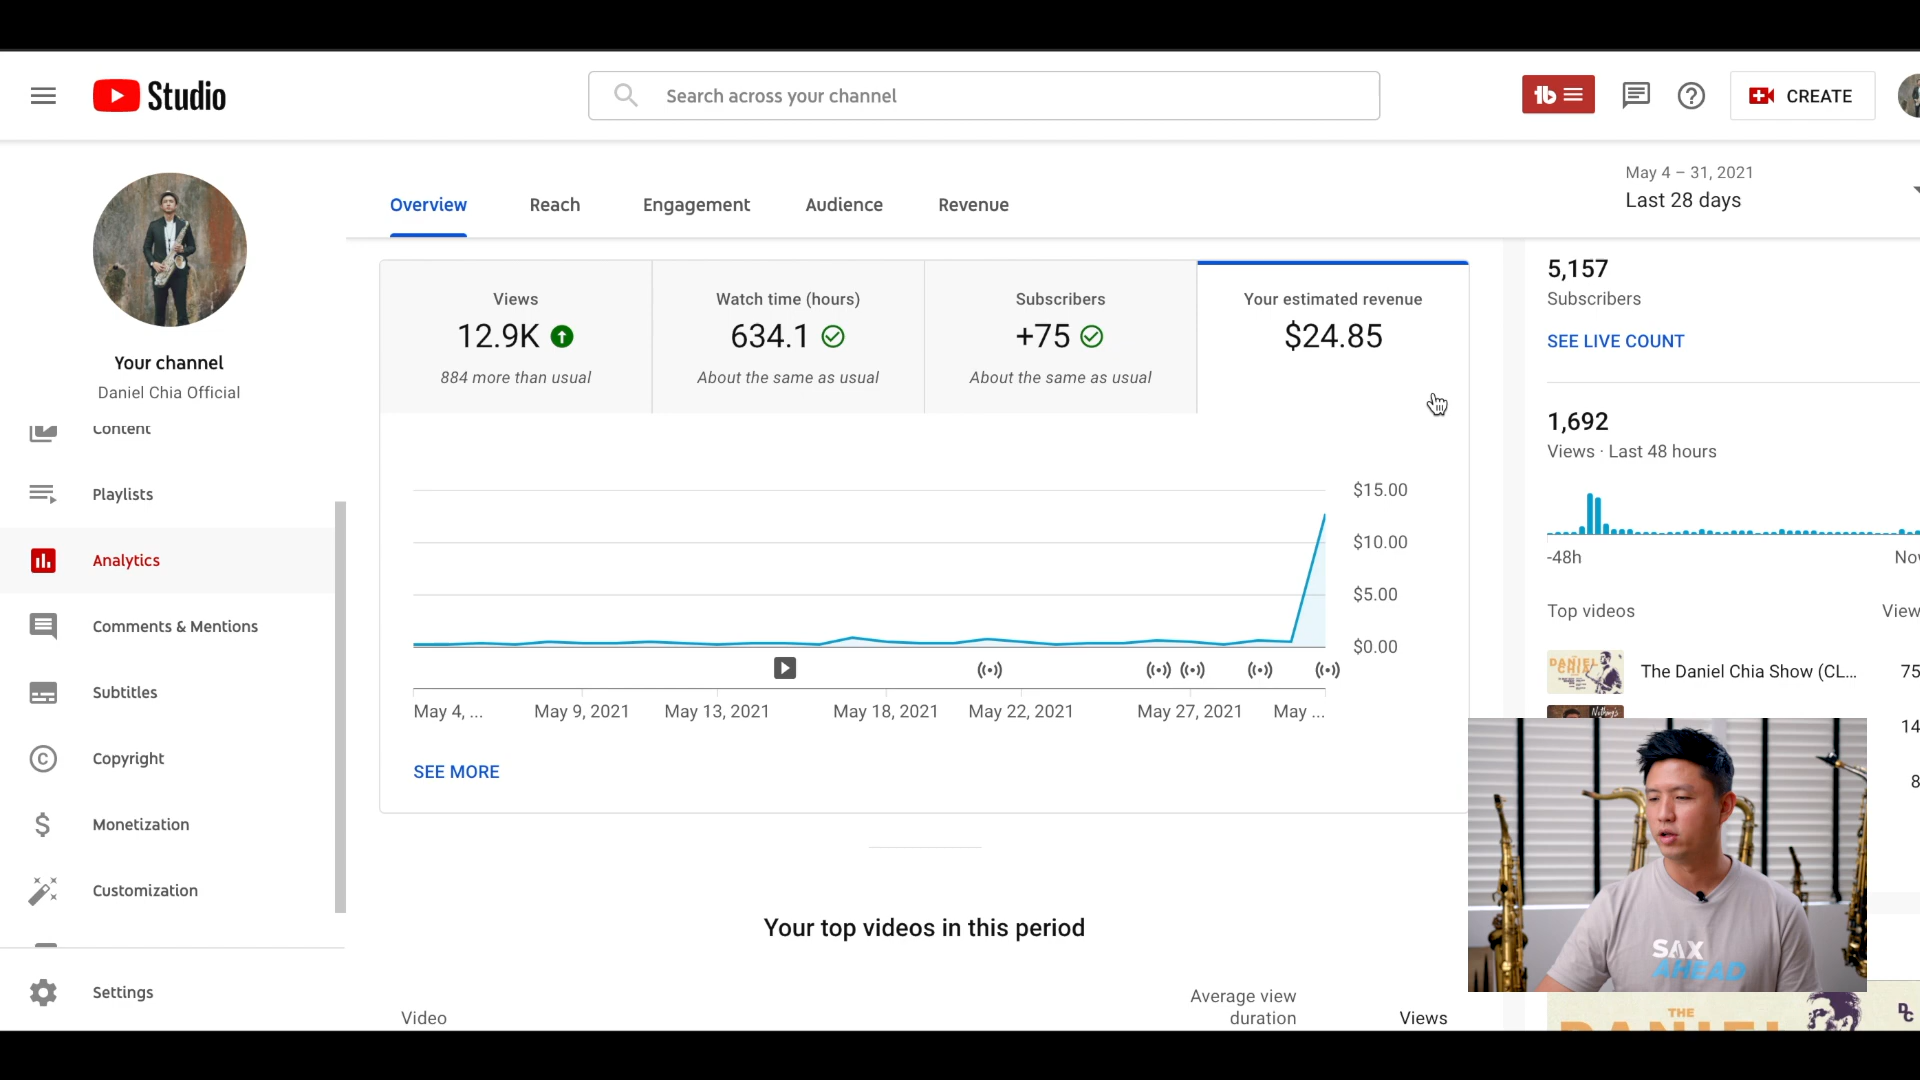 Studio
Search across your channel
CREATE
Your channel
Daniel Chia Official
Content
Playlists
Analytics
Comments & Mentions
Subtitles
Copyright
Monetization
Customization
Settings
Overview
Reach
Engagement
Audience
Revenue
May 4 – 31, 2021
Last 28 days
Views
12.9K
884 more than usual
Watch time (hours)
634.1
About the same as usual
Subscribers
+75
About the same as usual
Your estimated revenue
$24.85
$15.00
$10.00
$5.00
$0.00
May 4, ...
May 9, 2021
May 13, 2021
May 18, 2021
May 22, 2021
May 27, 2021
May ...
SEE MORE
Your top videos in this period
Video
Average view
duration
Views
5,157
Subscribers
SEE LIVE COUNT
1,692
Views · Last 48 hours
-48h
Top videos
DANIEL
CHIA
The Daniel Chia Show (CL...
75
14
8
SAX
AHEAD
THE
DANIEL
DC